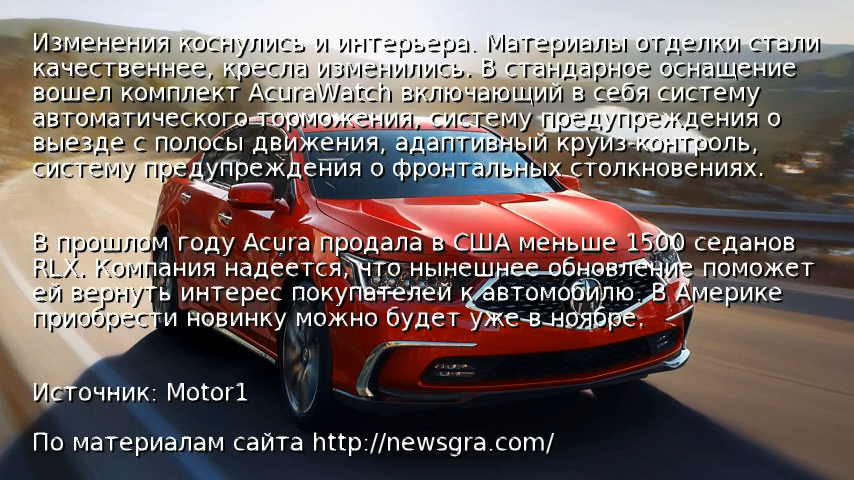 Изменения коснулись и интерьера. Материалы отделки стали
качественнее, кресла изменились. В стандарное оснащение
вошел комплект AcuraWatch включающий в себя систему
автоматического торможения, систему предупреждения о
выезде с полосы движения, адаптивный круиз-контроль,
систему предупреждения о фронтальных столкновениях.
В прошлом году Acura продала в США меньше 1500 седанов
RLX. Компания надеется, что нынешнее обновление поможет
ей вернуть интерес покупателей к автомобилю. В Америке
приобрести новинку можно будет уже в ноябре.
Источник: Motor1
По материалам сайта http://newsgra.com/